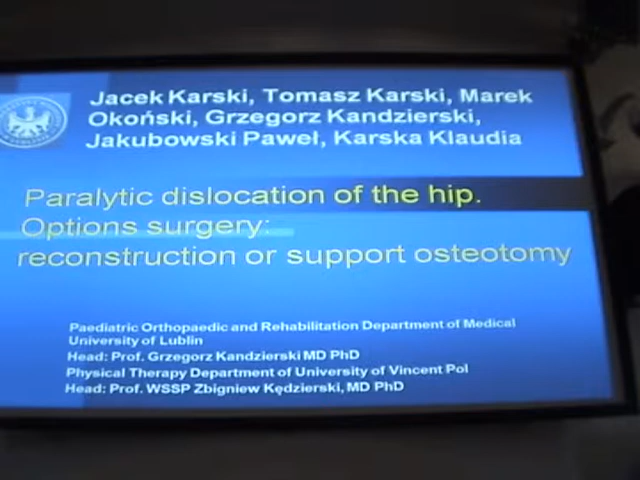 Jacek Karski, Tomasz Karski, Marek
Okoński, Grzegorz Kandzierski,
Jakubowski Paweł, Karska Klaudia
Paralytic dislocation of the hip.
Options surgery:
reconstruction or support osteotomy
Paediatric Orthopaedic and Rehabilitation Department of Medical
University of Lublin
Head: Prof. Grzegorz Kandzierski MD PhD
Physical Therapy Department of University of Vincent Pol
Head: Prof. WSSP Zbigniew Kędzierski, MD PhD